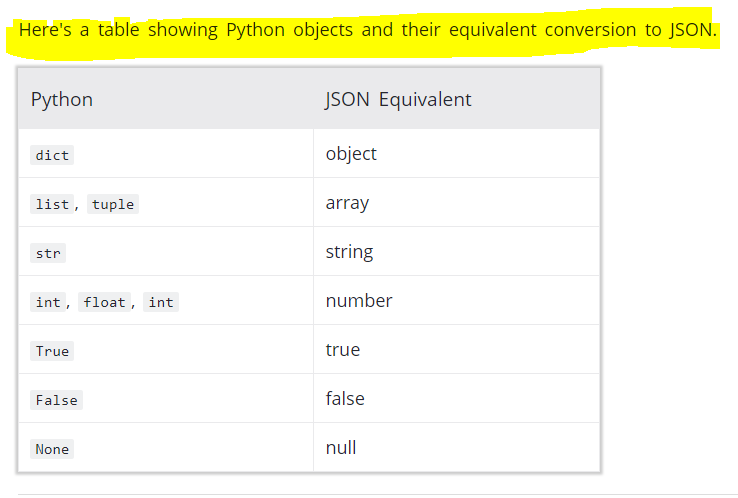 Here's a table showing Python objects and their equivalent conversion to JSON.
Python JSON Equivalent
dict object
list, tuple array
str string
int, float, int number
True true
False false
None null